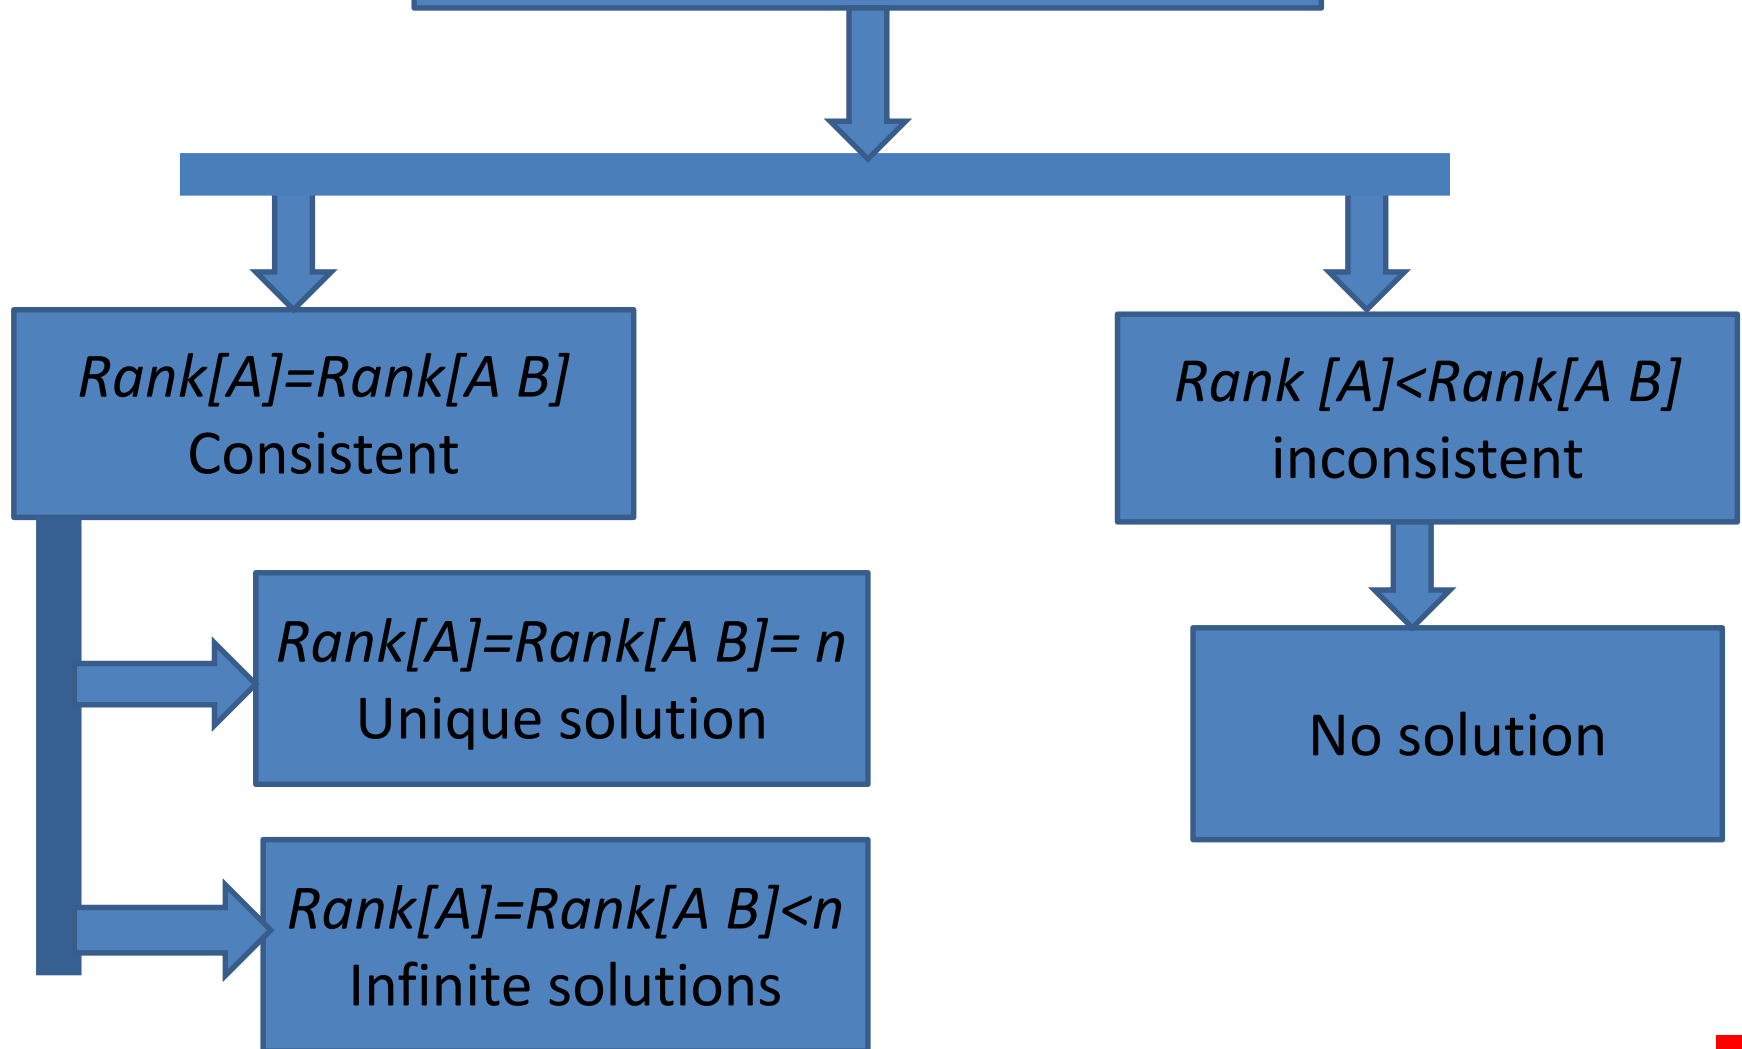 Rank[A]=Rank[A B]
Consistent
Rank [A]<Rank[A B]
inconsistent
Rank[A]=Rank[A B]= n
Unique solution
No solution
Rank[A]=Rank[A B]<n
Infinite solutions